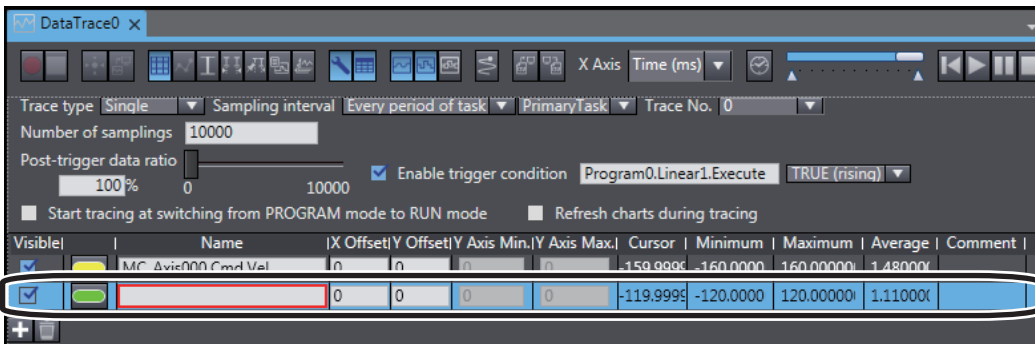 DataTrace0
X Axis Time (ms)
Trace type Single Sampling interval Every period of task PrimaryTask Trace No. 0
Number of samplings 10000
Post-trigger data ratio
100 % 0 10000 Enable trigger condition Program0.Linear1.Execute TRUE (rising)
Start tracing at switching from PROGRAM mode to RUN mode Refresh charts during tracing
Visible Name X Offset Y Offset Y Axis Min. Y Axis Max. Cursor Minimum Maximum Average Comment
MC_Axis000.Cmd.Vel 0 0 0 0 -159.9999 -160.0000 160.00000 1.48000
0 0 0 0 -119.9999 -120.0000 120.00000 1.11000